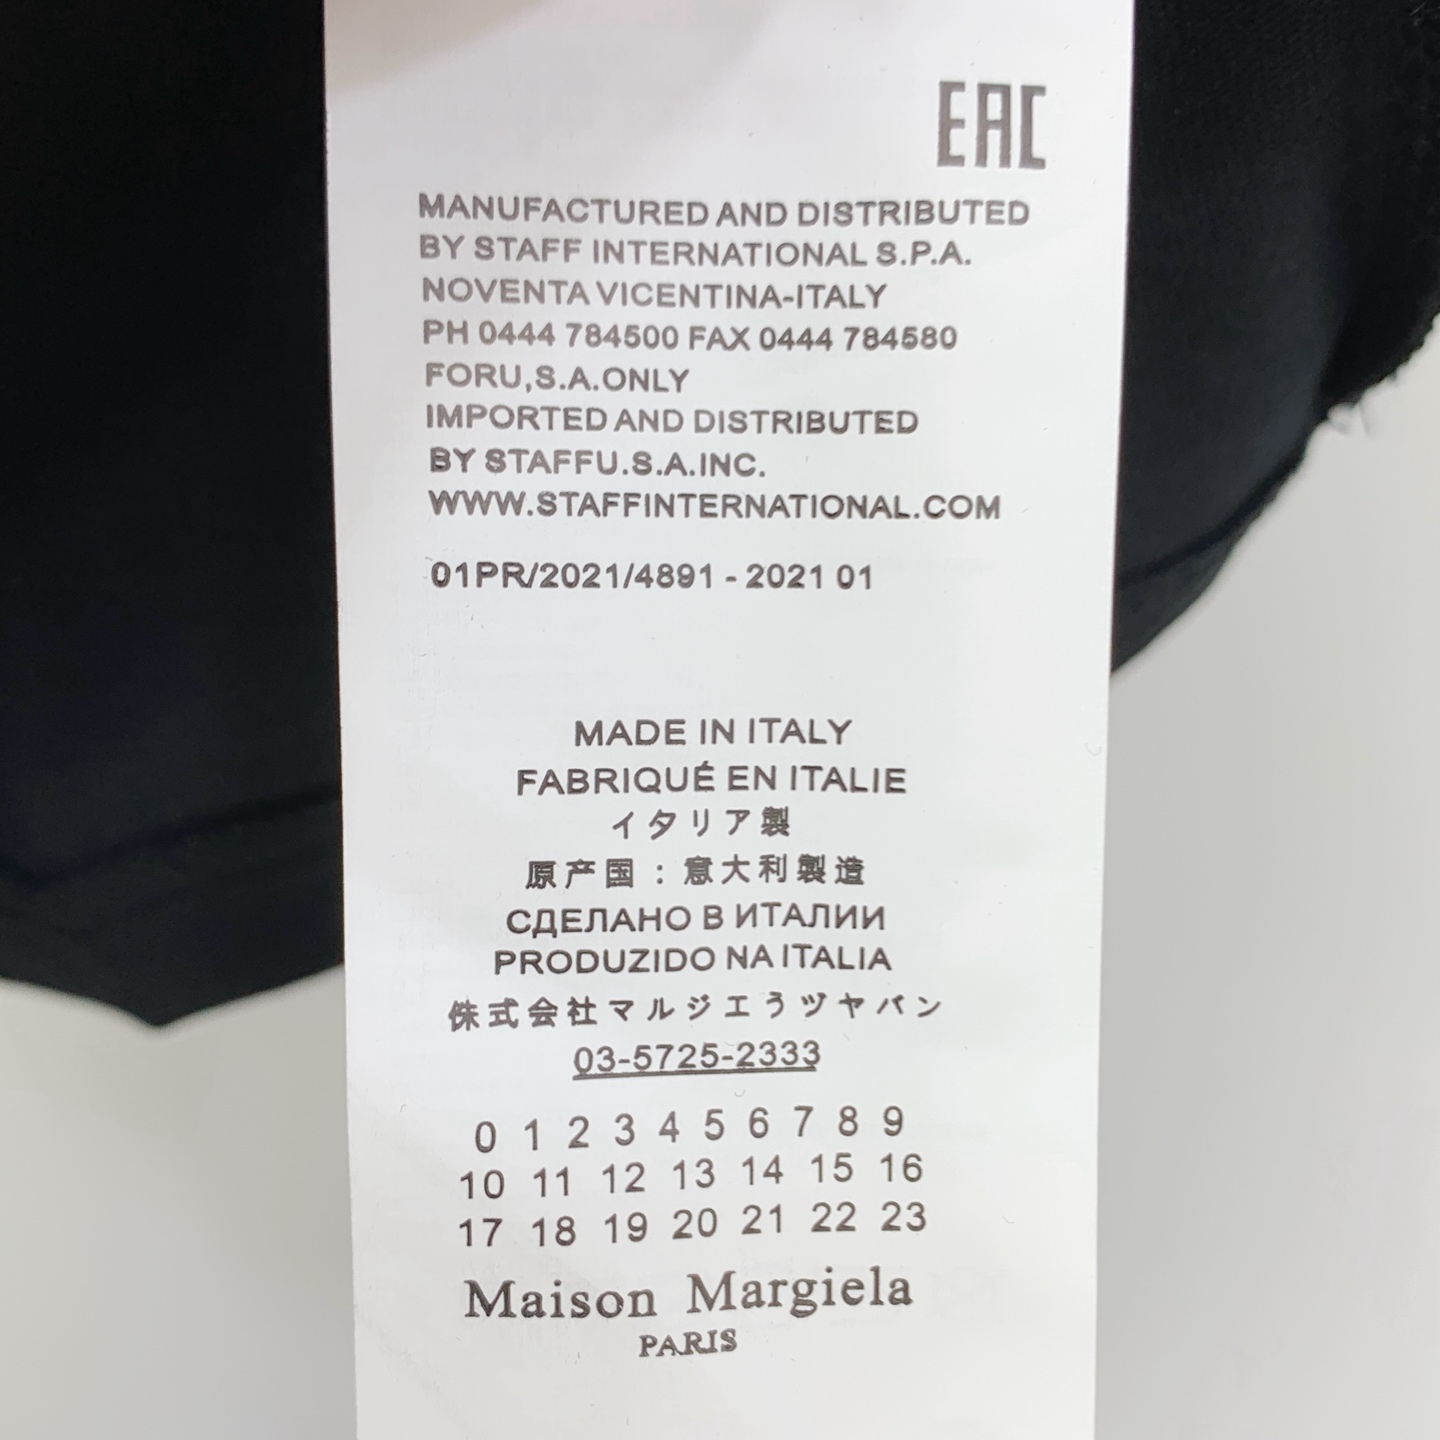 EAC
MANUFACTURED AND DISTRIBUTED
BY STAFF INTERNATIONAL S.P.A.
NOVENTA VICENTINA-ITALY
PH 0444 784500 FAX 0444 784580
FORU,S.A.ONLY
IMPORTED AND DISTRIBUTED
BY STAFFU.S.A.INC.
WWW.STAFFINTERNATIONAL.COM
01PR/2021/4891 - 2021 01
MADE IN ITALY
FABRIQUÉ EN ITALIE
イタリア製
原产国：意大利製造
СДЕЛАНО В ИТАЛИИ
PRODUZIDO NA ITALIA
侏式会社マルジエうツヤバン
03-5725-2333
0 1 2 3 4 5 6 7 8 9
10 11 12 13 14 15 16
17 18 19 20 21 22 23
Maison Margiela
PARIS